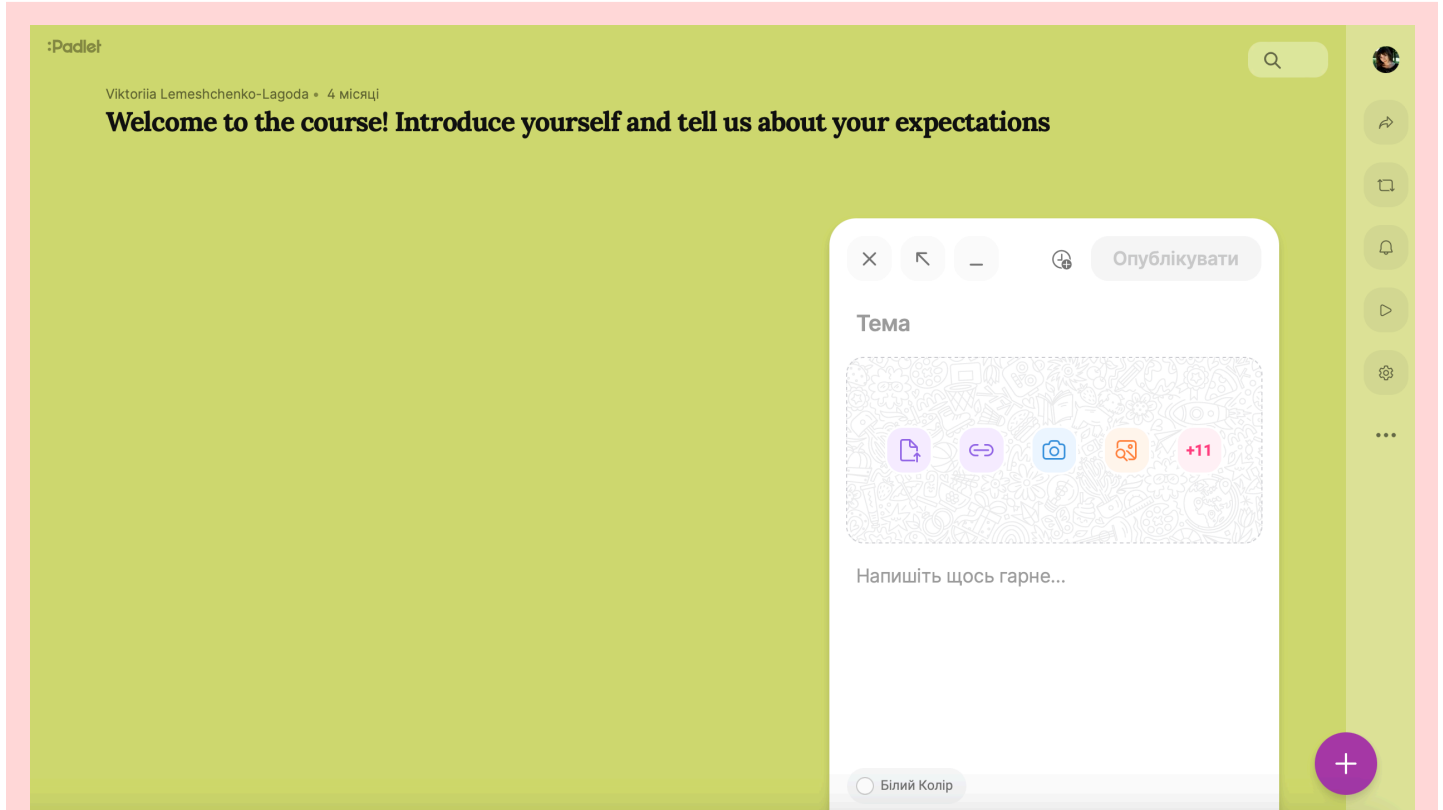 :Padlet
Viktoriia Lemeshchenko-Lagoda • 4 місяці
Welcome to the course! Introduce yourself and tell us about your expectations
Опублікувати
Тема
+11
Напишіть щось гарне...
Білий Колір